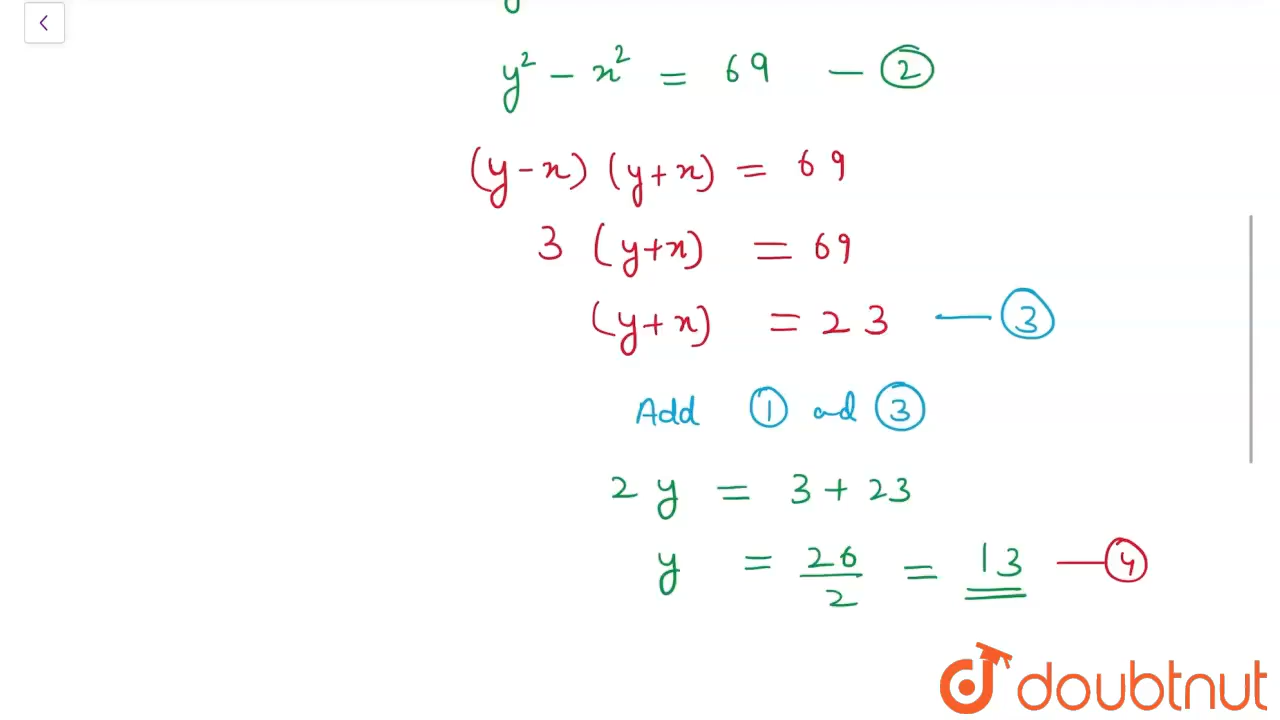 y² - x² = 69 — ②
(y-x) (y+x) = 69
3 (y+x) = 69
(y+x) = 23 — ③
Add ① and ③
2 y = 3 + 23
y = 26/2 = 13 — ④
doubtnut